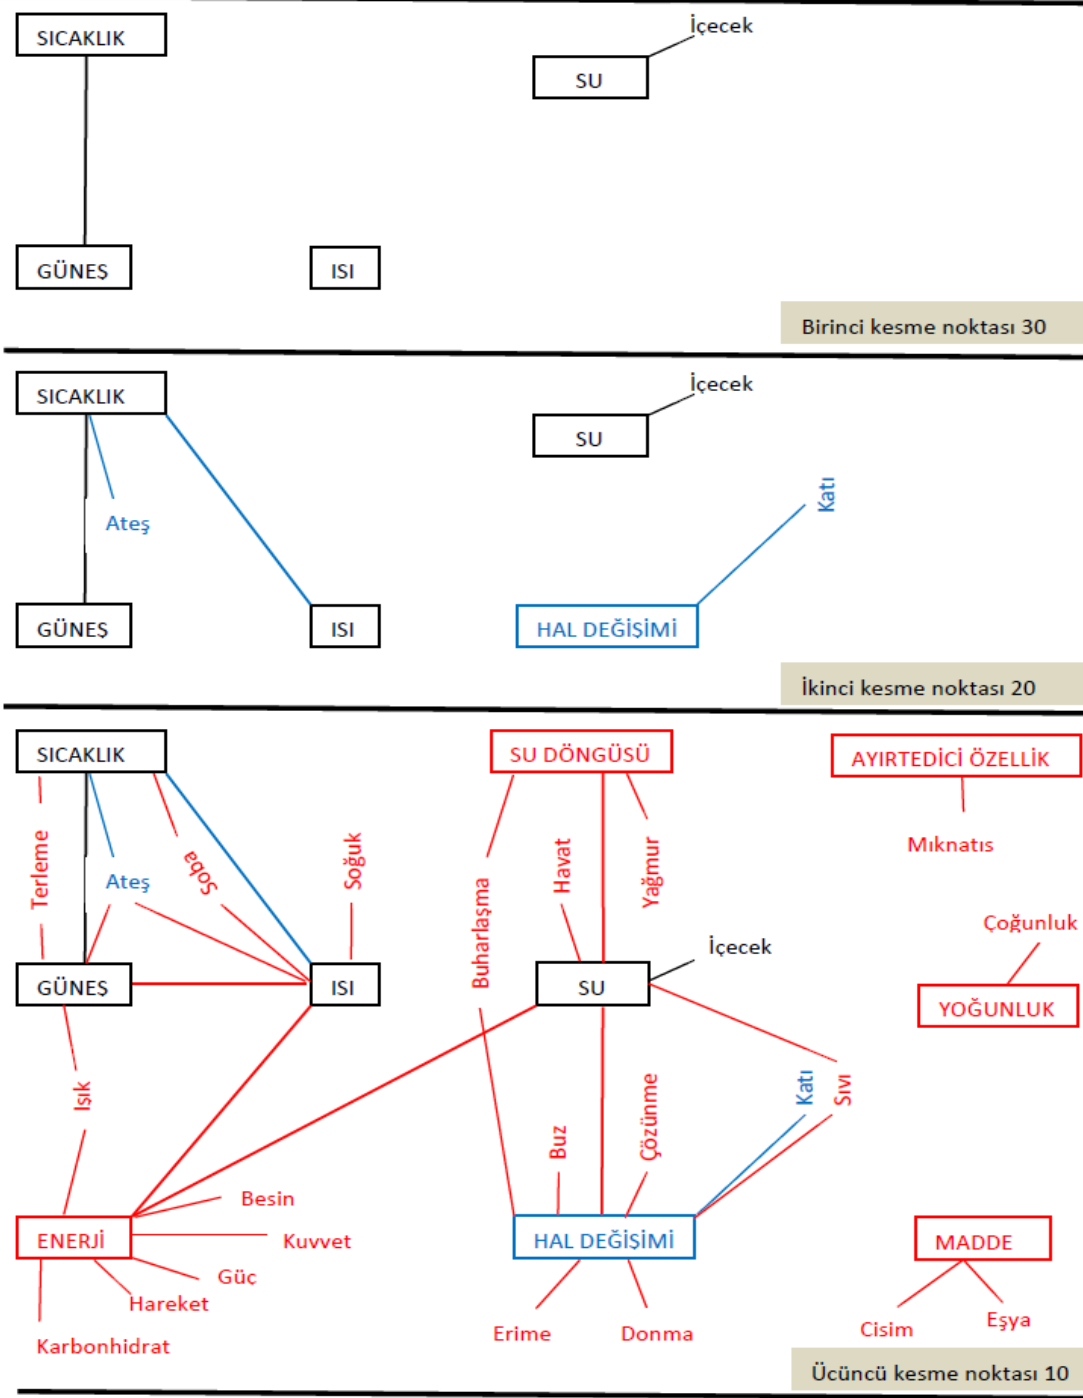 SICAKLIK
İçecek
SU
GÜNEŞ
ISI
Birinci kesme noktası 30
SICAKLIK
İçecek
SU
Katı
Ateş
GÜNEŞ
ISI
HAL DEĞİŞİMİ
İkinci kesme noktası 20
SICAKLIK
SU DÖNGÜSÜ
AYIRTEDİCİ ÖZELLİK
Terleme
Ateş
Soba
Soğuk
Buharlaşma
Havat
Yağmur
Mıknatıs
Çoğunluk
İçecek
GÜNEŞ
ISI
SU
YOĞUNLUK
Işık
Buz
Çözünme
Katı
Sıvı
Besin
ENERJİ
Kuvvet
HAL DEĞİŞİMİ
MADDE
Güç
Hareket
Karbonhidrat
Erime
Donma
Cisim
Eşya
Üçüncü kesme noktası 10